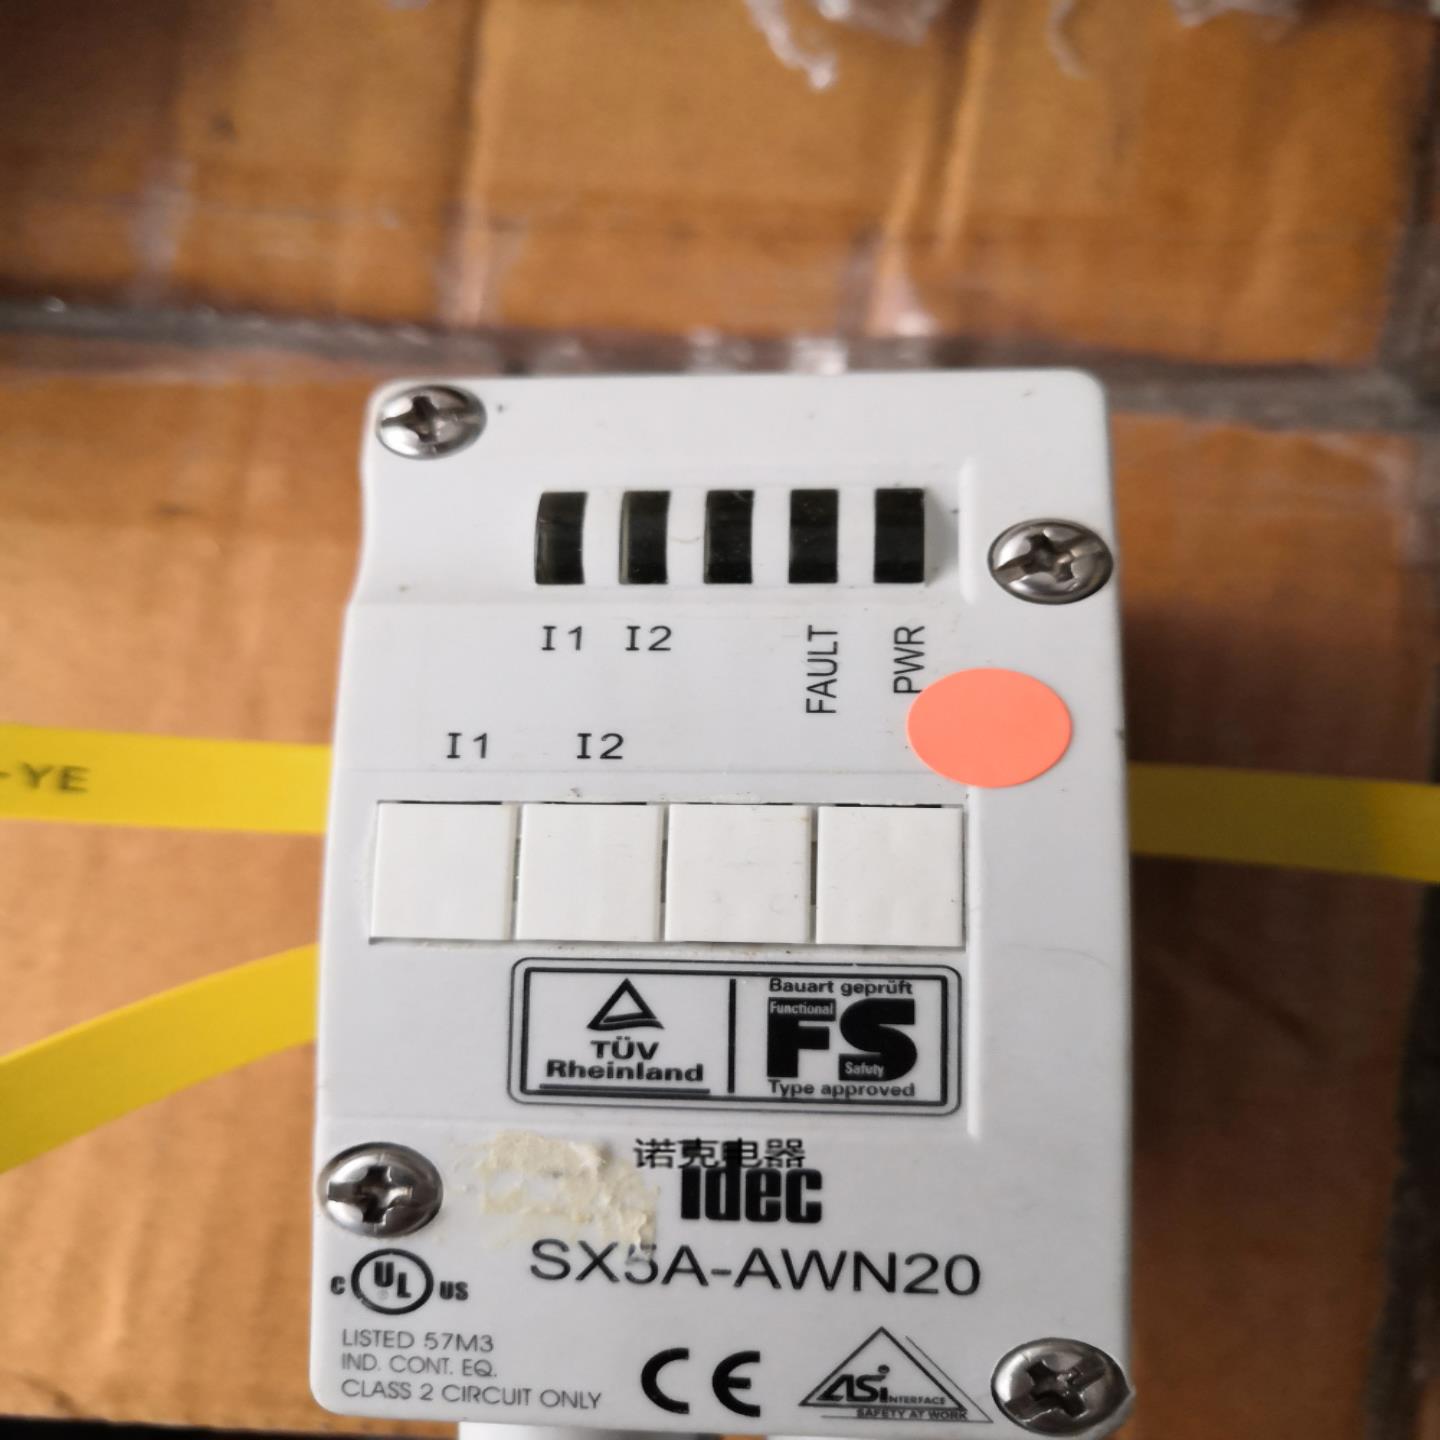 I1 I2
FAULT
PWR
I1 I2
-YE
TÜV
Rheinland
Bauart geprüft
Functional
FS
Safety
Type approved
诺克电器
idec
SX5A-AWN20
C UL US
LISTED 57M3
IND. CONT. EQ.
CLASS 2 CIRCUIT ONLY
CE
ASi INTERFACE
SAFETY AT WORK